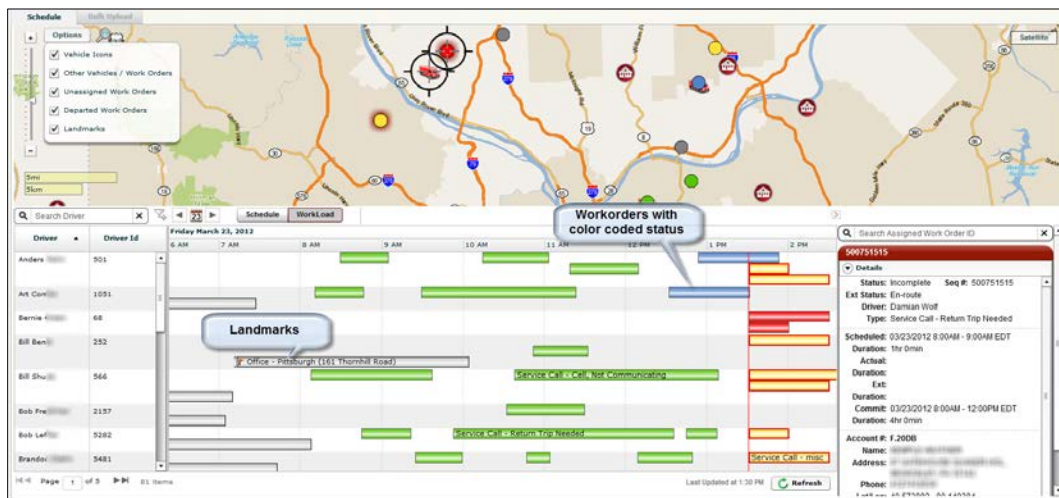 Schedule
Bulk Upload
Options
Satellite
Vehicle Icons
Other Vehicles / Work Orders
Unassigned Work Orders
Departed Work Orders
Landmarks
5mi
5km
Search Driver
23
Schedule
WorkLoad
Workorders with
color coded status
Search Assigned Work Order ID
Driver
Driver Id
Friday March 23, 2012
6 AM
7 AM
8 AM
9 AM
10 AM
11 AM
12 PM
1 PM
2 PM
500751515
Details
Status: Incomplete Seq #: 500751515
Ext Status: En-route
Driver: Damian Wolf
Type: Service Call - Return Trip Needed
Scheduled: 03/23/2012 8:00AM - 9:00AM EDT
Duration: 1hr 0min
Actual:
Duration:
Ext:
Duration:
Commit: 03/23/2012 8:00AM - 12:00PM EDT
Duration: 4hr 0min
Account #: F.20DB
Name:
Address:
Phone:
Anders
501
Art
1051
Bernie
68
Landmarks
Bill
252
Office - Pittsburgh (161 Thornhill Road)
Bill
566
Service Call - Cell, Not Communicating
Bob
2157
Bob
5282
Service Call - Return Trip Needed
5481
Service Call - misc
Page 1 of 5
81 items
Last Updated at 1:30 PM
Refresh